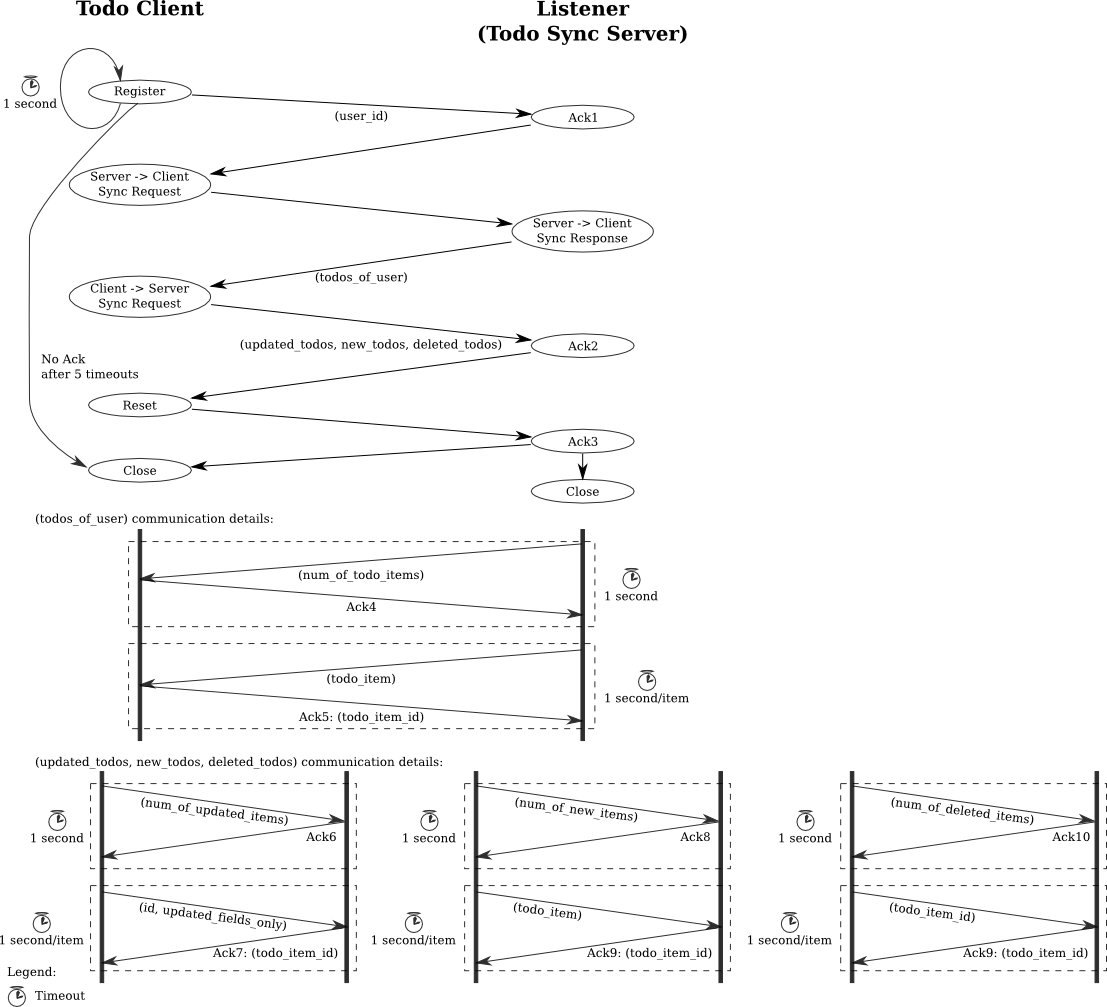 Todo Client
Listener
(Todo Sync Server)
Register
1 second
(user_id)
Ack1
Server -> Client
Sync Request
Server -> Client
Sync Response
(todos_of_user)
Client -> Server
Sync Request
(updated_todos, new_todos, deleted_todos)
Ack2
No Ack
after 5 timeouts
Reset
Ack3
Close
Close
(todos_of_user) communication details:
(num_of_todo_items)
Ack4
1 second
(todo_item)
Ack5: (todo_item_id)
1 second/item
(updated_todos, new_todos, deleted_todos) communication details:
1 second
(num_of_updated_items)
Ack6
1 second
(num_of_new_items)
Ack8
1 second
(num_of_deleted_items)
Ack10
1 second/item
(id, updated_fields_only)
Ack7: (todo_item_id)
1 second/item
(todo_item)
Ack9: (todo_item_id)
1 second/item
(todo_item_id)
Ack9: (todo_item_id)
Legend:
Timeout